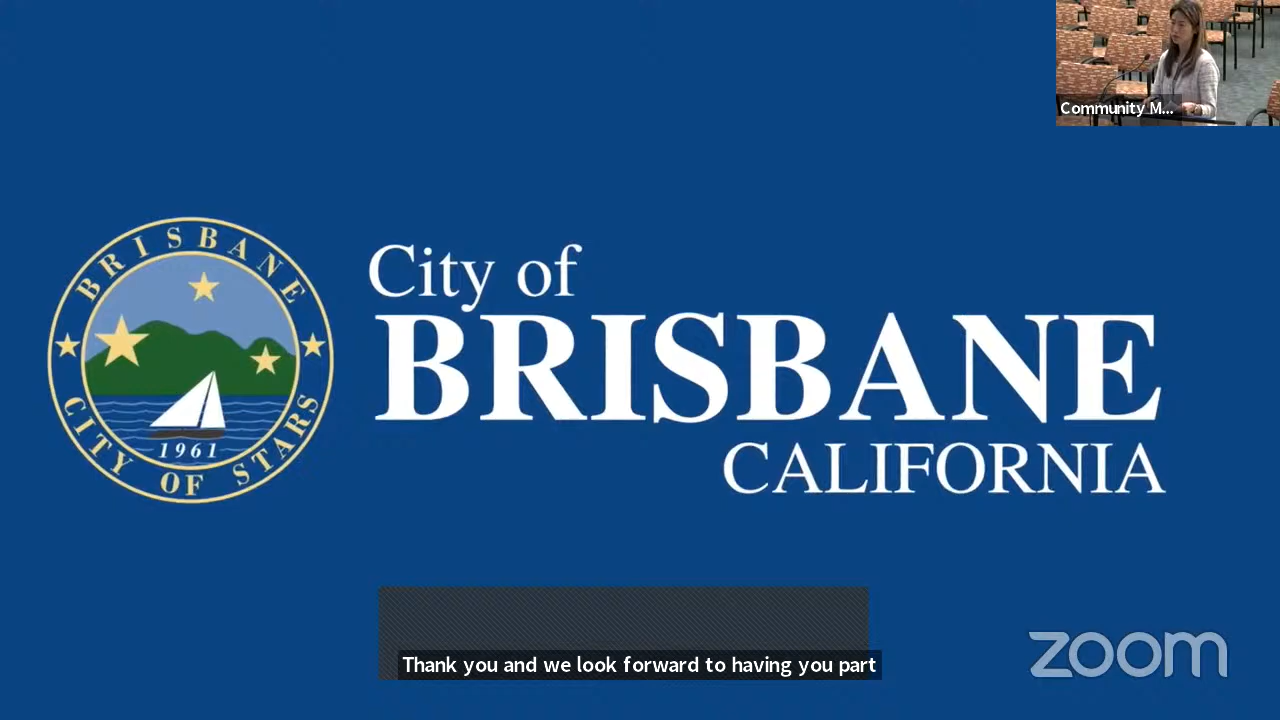 Community M...
BRISBANE
CITY OF STARS
1961
City of
BRISBANE
CALIFORNIA
Thank you and we look forward to having you part
zoom